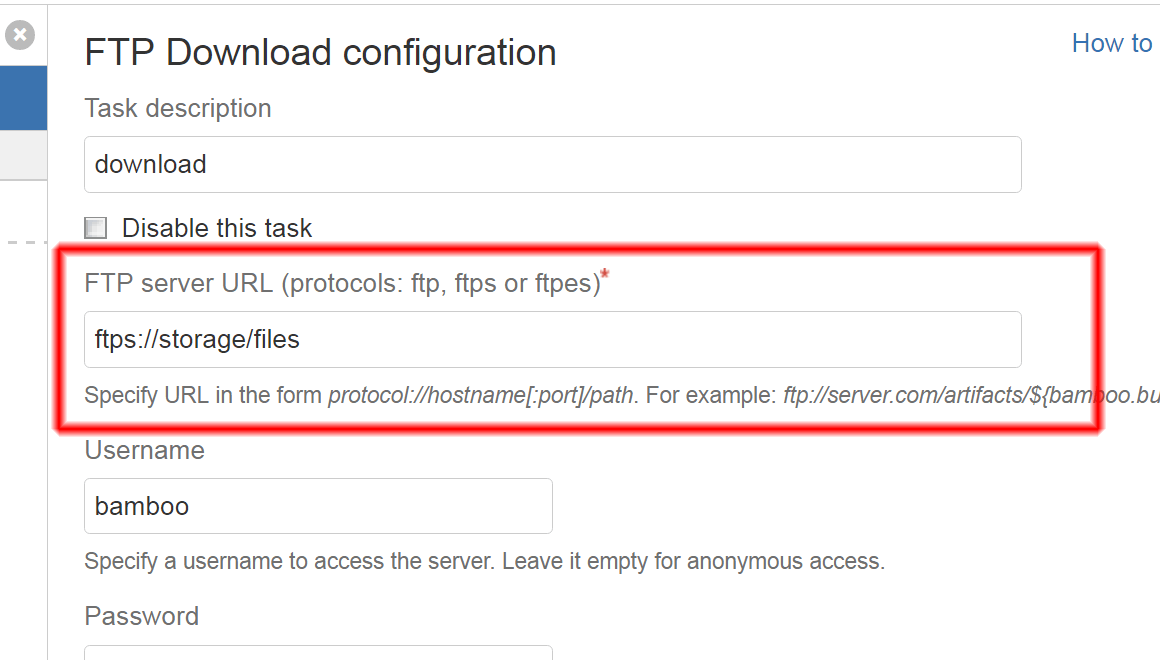 FTP Download configuration
How to
Task description
download
Disable this task
FTP server URL (protocols: ftp, ftps or ftpes)*
ftps://storage/files
Specify URL in the form protocol://hostname[:port]/path. For example: ftp://server.com/artifacts/${bamboo.bu
Username
bamboo
Specify a username to access the server. Leave it empty for anonymous access.
Password